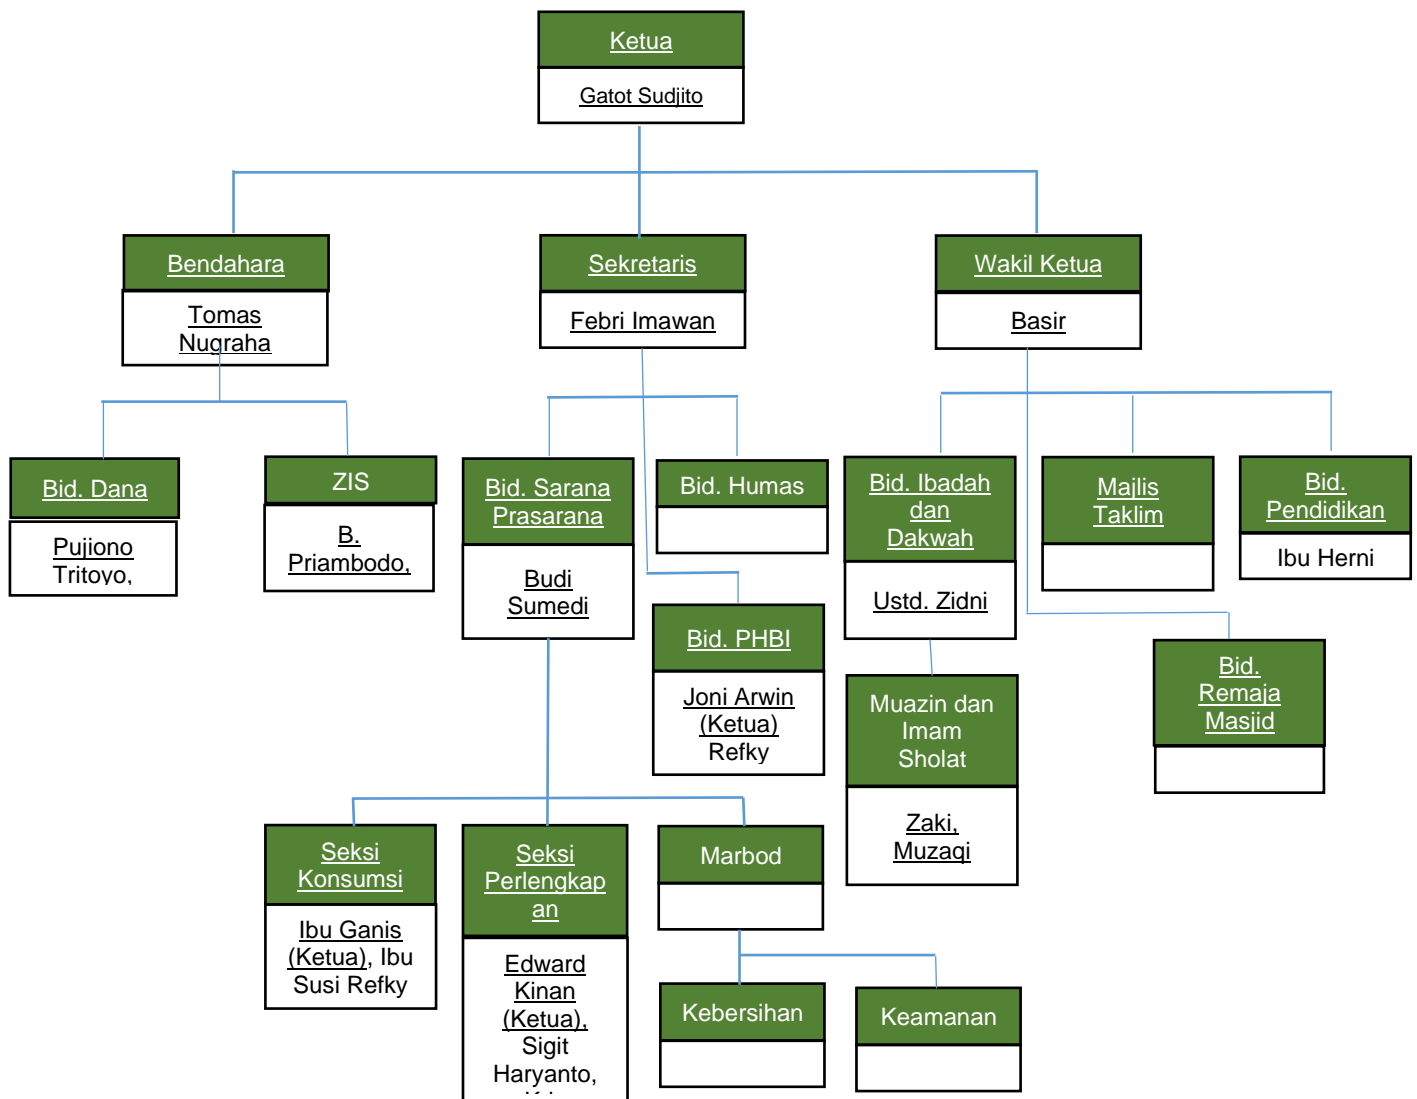 Ketua
Gatot Sudjito
Bendahara
Tomas
Nugraha
Sekretaris
Febri Imawan
Wakil Ketua
Basir
Bid. Dana
Pujiono
Tritoyo,
ZIS
B.
Priambodo,
Bid. Sarana
Prasarana
Budi
Sumedi
Bid. Humas
Bid. Ibadah
dan
Dakwah
Ustd. Zidni
Majlis
Taklim
Bid.
Pendidikan
Ibu Herni
Bid. PHBI
Joni Arwin
(Ketua)
Refky
Muazin dan
Imam
Sholat
Zaki,
Muzaqi
Bid.
Remaja
Masjid
Seksi
Konsumsi
Ibu Ganis
(Ketua), Ibu
Susi Refky
Seksi
Perlengkap
an
Edward
Kinan
(Ketua),
Sigit
Haryanto,
Marbod
Kebersihan
Keamanan